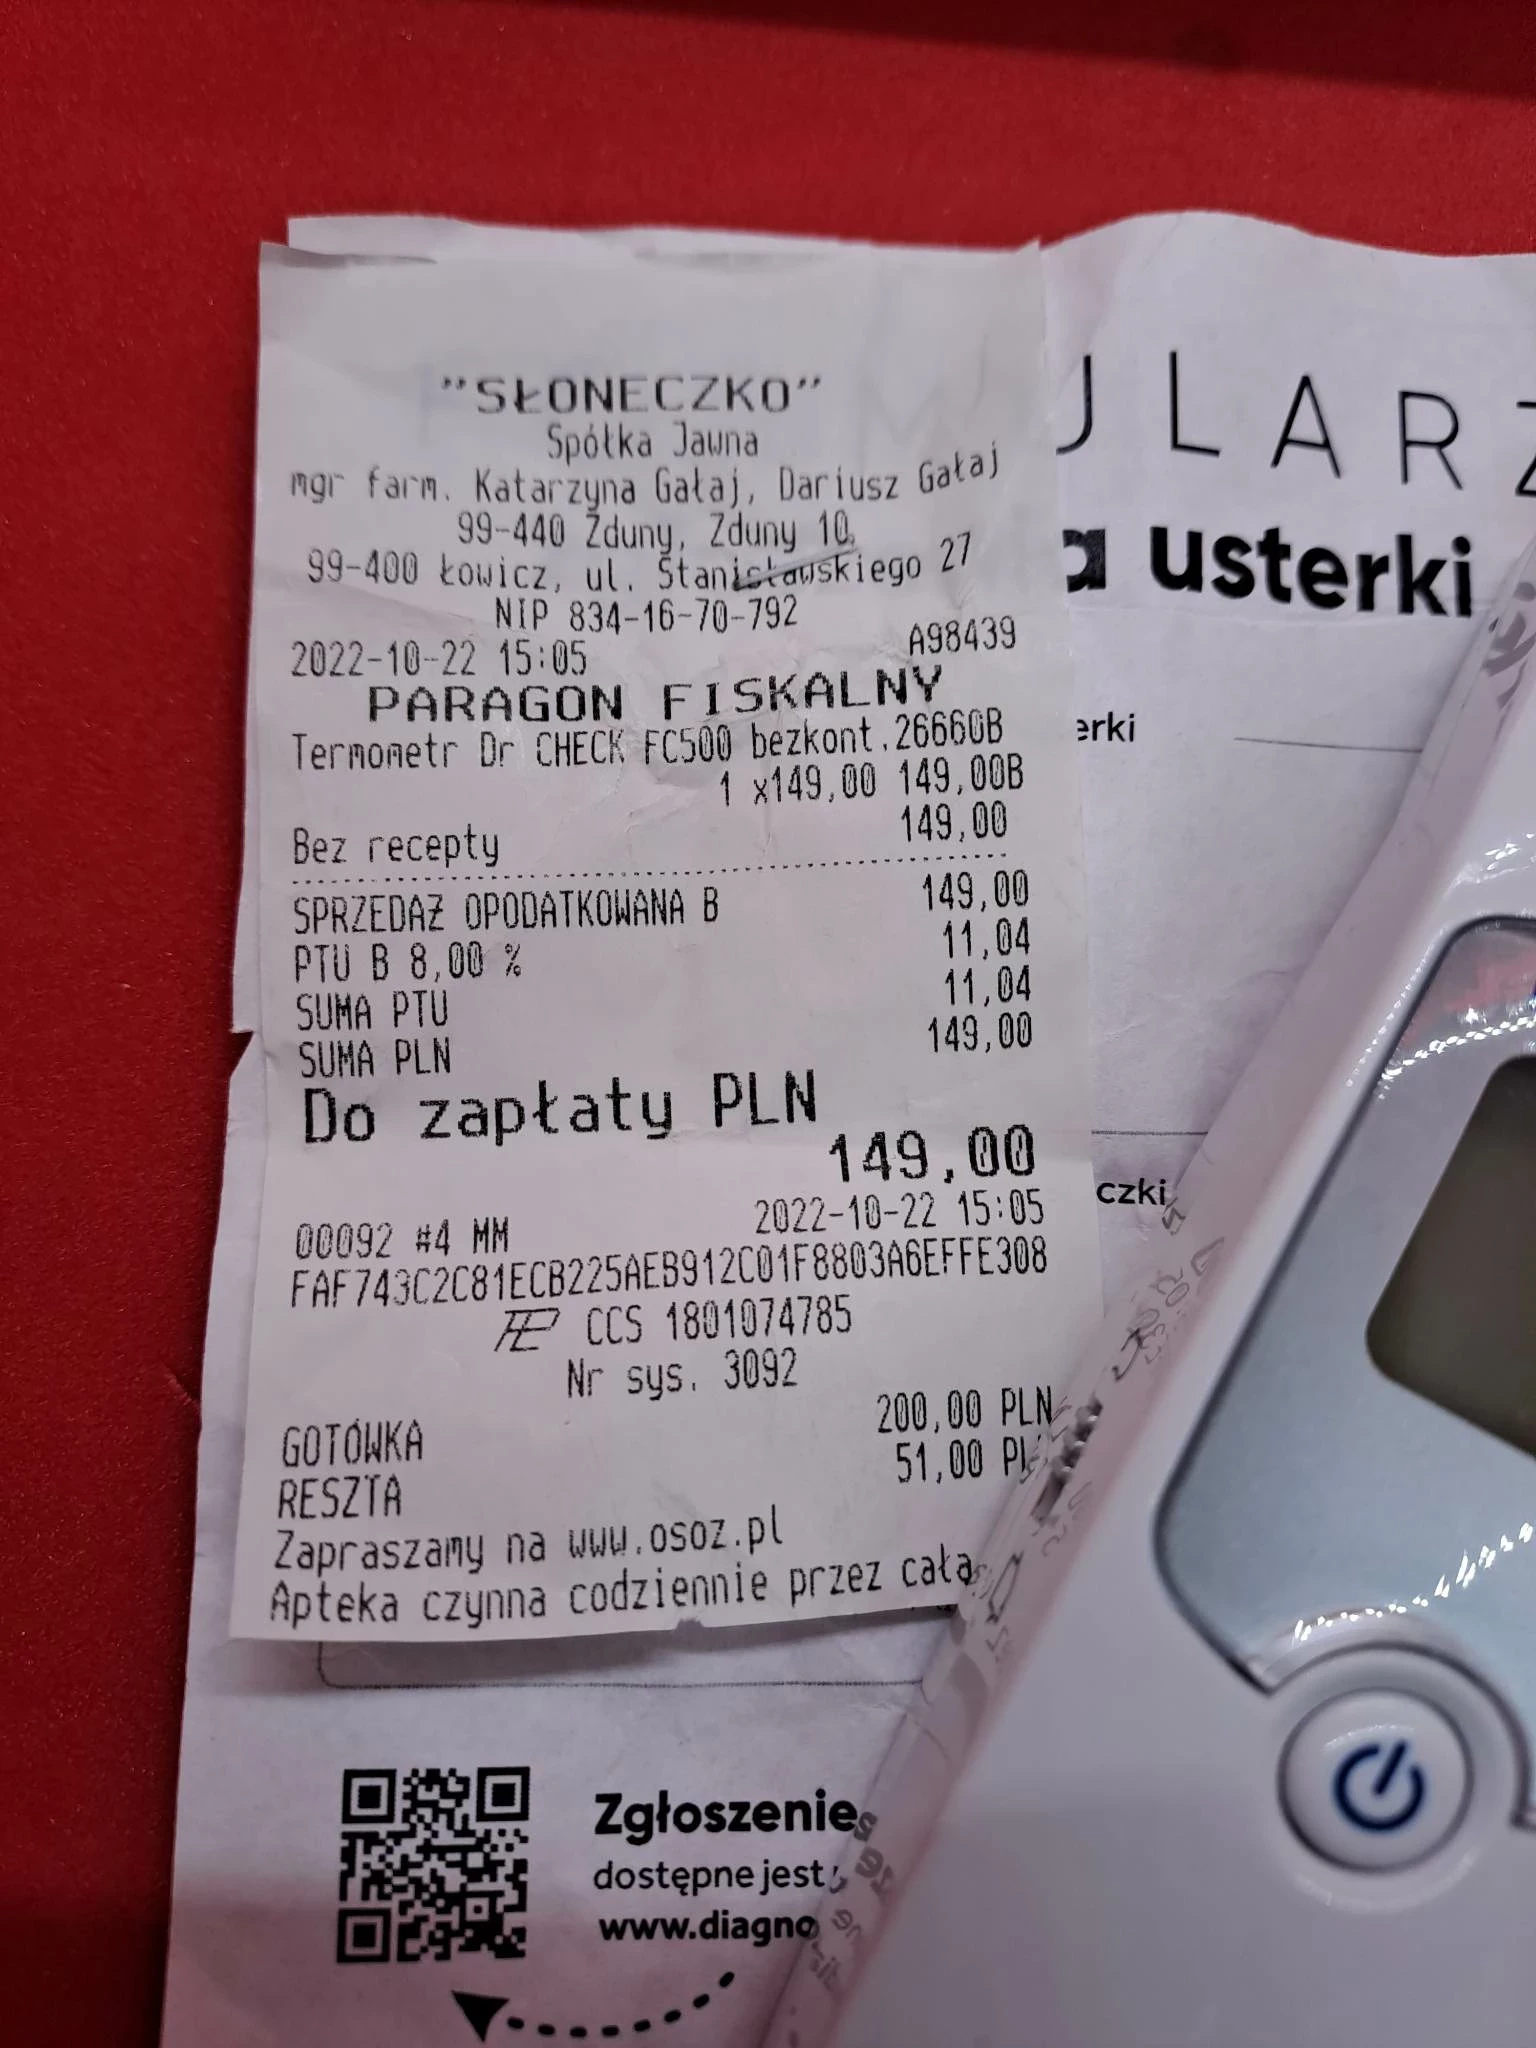 "SŁONECZKO"
Spółka Jawna
mgr farm. Katarzyna Gałaj, Dariusz Gałaj
99-440 Zduny, Zduny 10,
99-400 Łowicz, ul. Stanisławskiego 27
NIP 834-16-70-792
2022-10-22 15:05 A98439
PARAGON FISKALNY
Termometr Dr CHECK FC500 bezkont.26660B
1 x149,00 149,00B
Bez recepty 149,00
SPRZEDAŻ OPODATKOWANA B 149,00
PTU B 8,00 % 11,04
SUMA PTU 11,04
SUMA PLN 149,00
Do zapłaty PLN
149,00
00092 #4 MM 2022-10-22 15:05
FAF743C2C81ECB225AEB912C01F8803A6EFFE308
CCS 1801074785
Nr sys. 3092
GOTÓWKA 200,00 PLN
RESZTA 51,00 PL
Zapraszamy na www.osoz.pl
Apteka czynna codziennie przez całą
ULARZ
a usterki
erki
czki
Zgłoszenie
dostępne jest
www.diagno